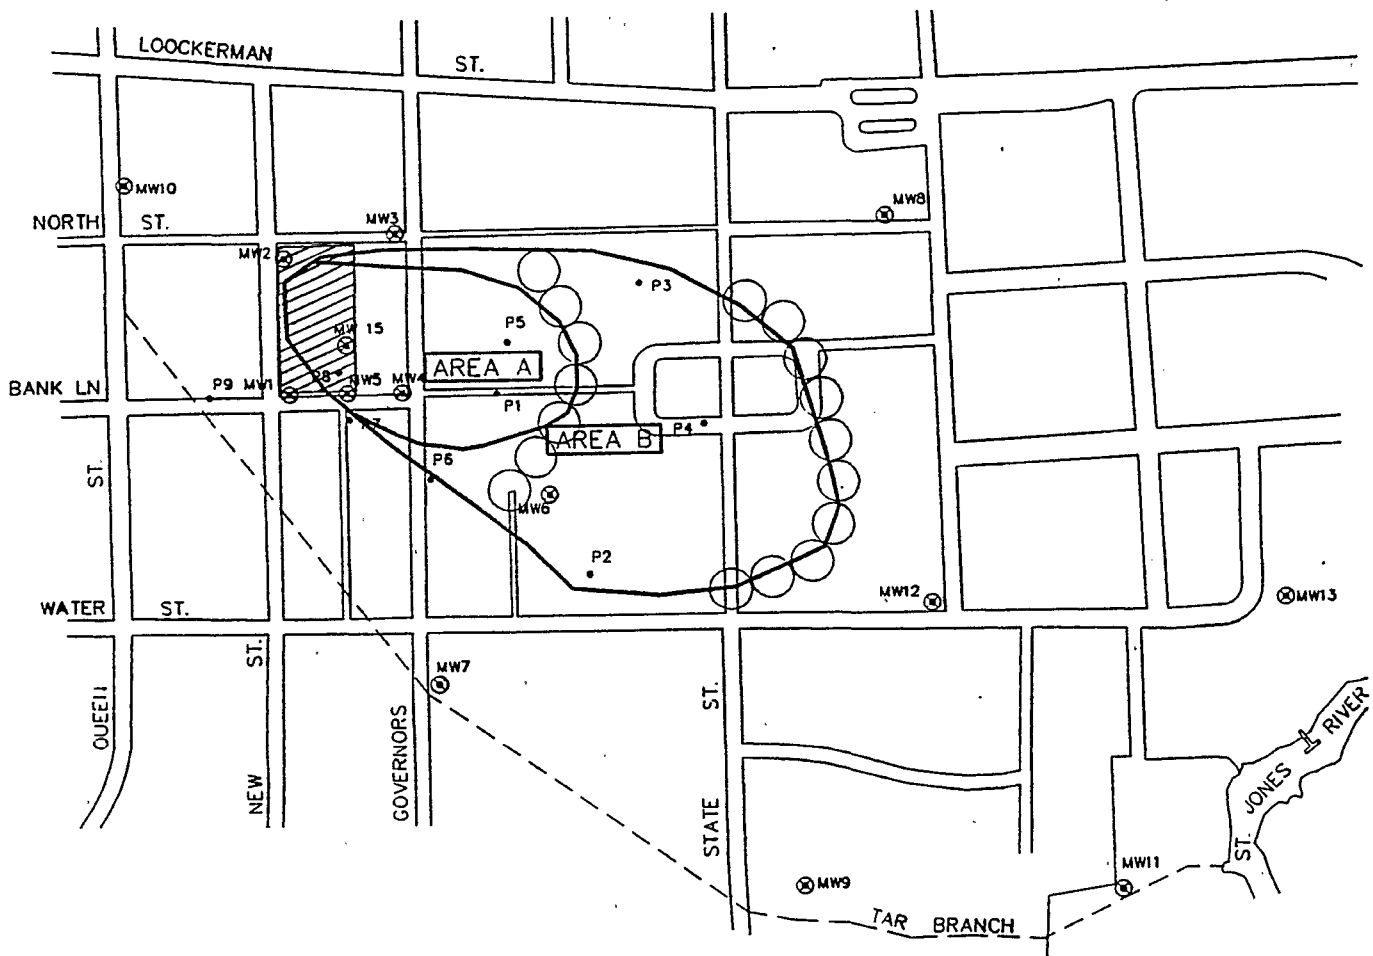 LOOCKERMAN ST.
MW10
MW8
NORTH ST.
MW3
MW2
P3
MW 15
P5
AREA A
P8
MW5
MW4
BANK LN
P9
MW1
P1
P4
AREA B
P6
ST.
MW6
P2
WATER ST.
MW12
MW13
ST.
MW7
ST.
QUEEN
NEW
GOVERNORS
STATE
ST.
RIVER
JONES
ST.
MW9
MW11
TAR BRANCH